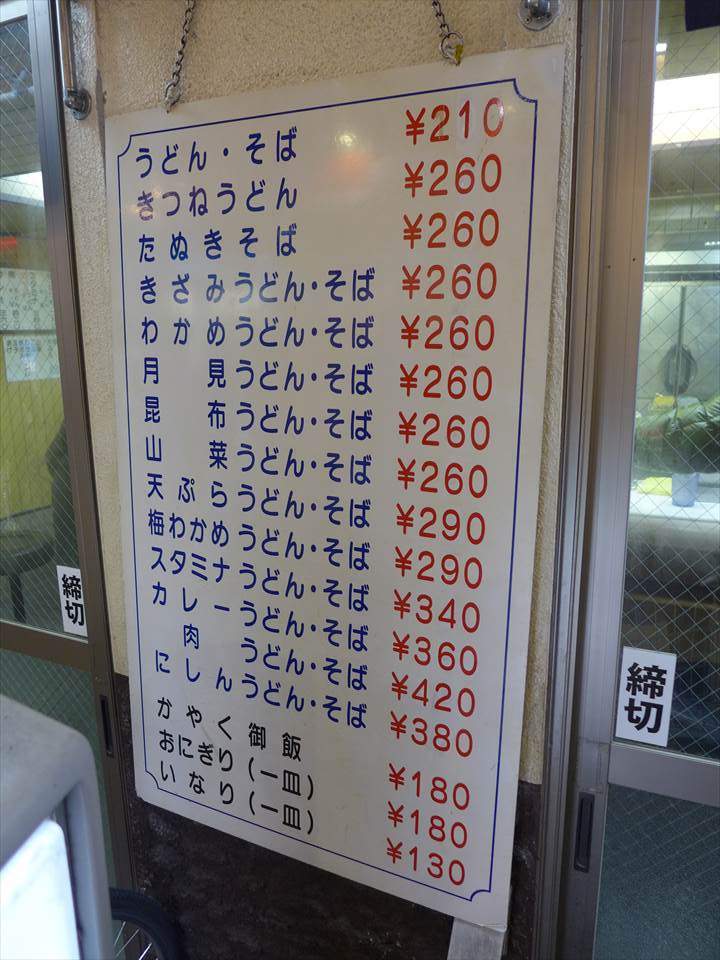 うどん・そば ¥210
きつねうどん ¥260
たぬきそば ¥260
きざみうどん・そば ¥260
わかめうどん・そば ¥260
月見うどん・そば ¥260
昆布うどん・そば ¥260
山菜うどん・そば ¥260
天ぷらうどん・そば ¥290
梅わかめうどん・そば ¥290
スタミナうどん・そば ¥340
カレーうどん・そば ¥360
肉うどん・そば ¥420
にしんうどん・そば ¥380
かやく御飯 ¥180
おにぎり(一皿) ¥180
いなり(一皿) ¥130
締切
締切